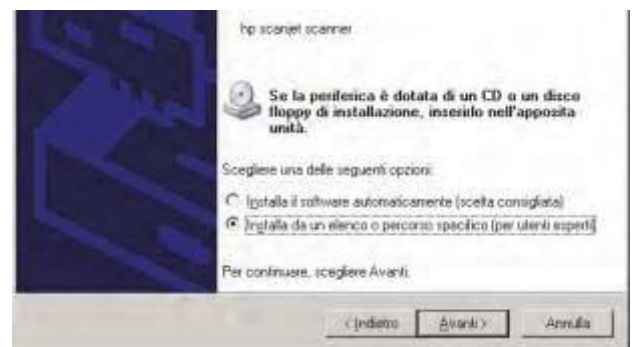 hp scanjet scanner
Se la periferica è dotata di un CD o un disco
floppy di installazione, inserirlo nell'apposita
unità.
Scegliere una delle seguenti opzioni:
Installa il software automaticamente (scelta consigliata)
Installa da un elenco o percorso specifico (per utenti esperti)
Per continuare, scegliere Avanti.
< Indietro Avanti > Annulla